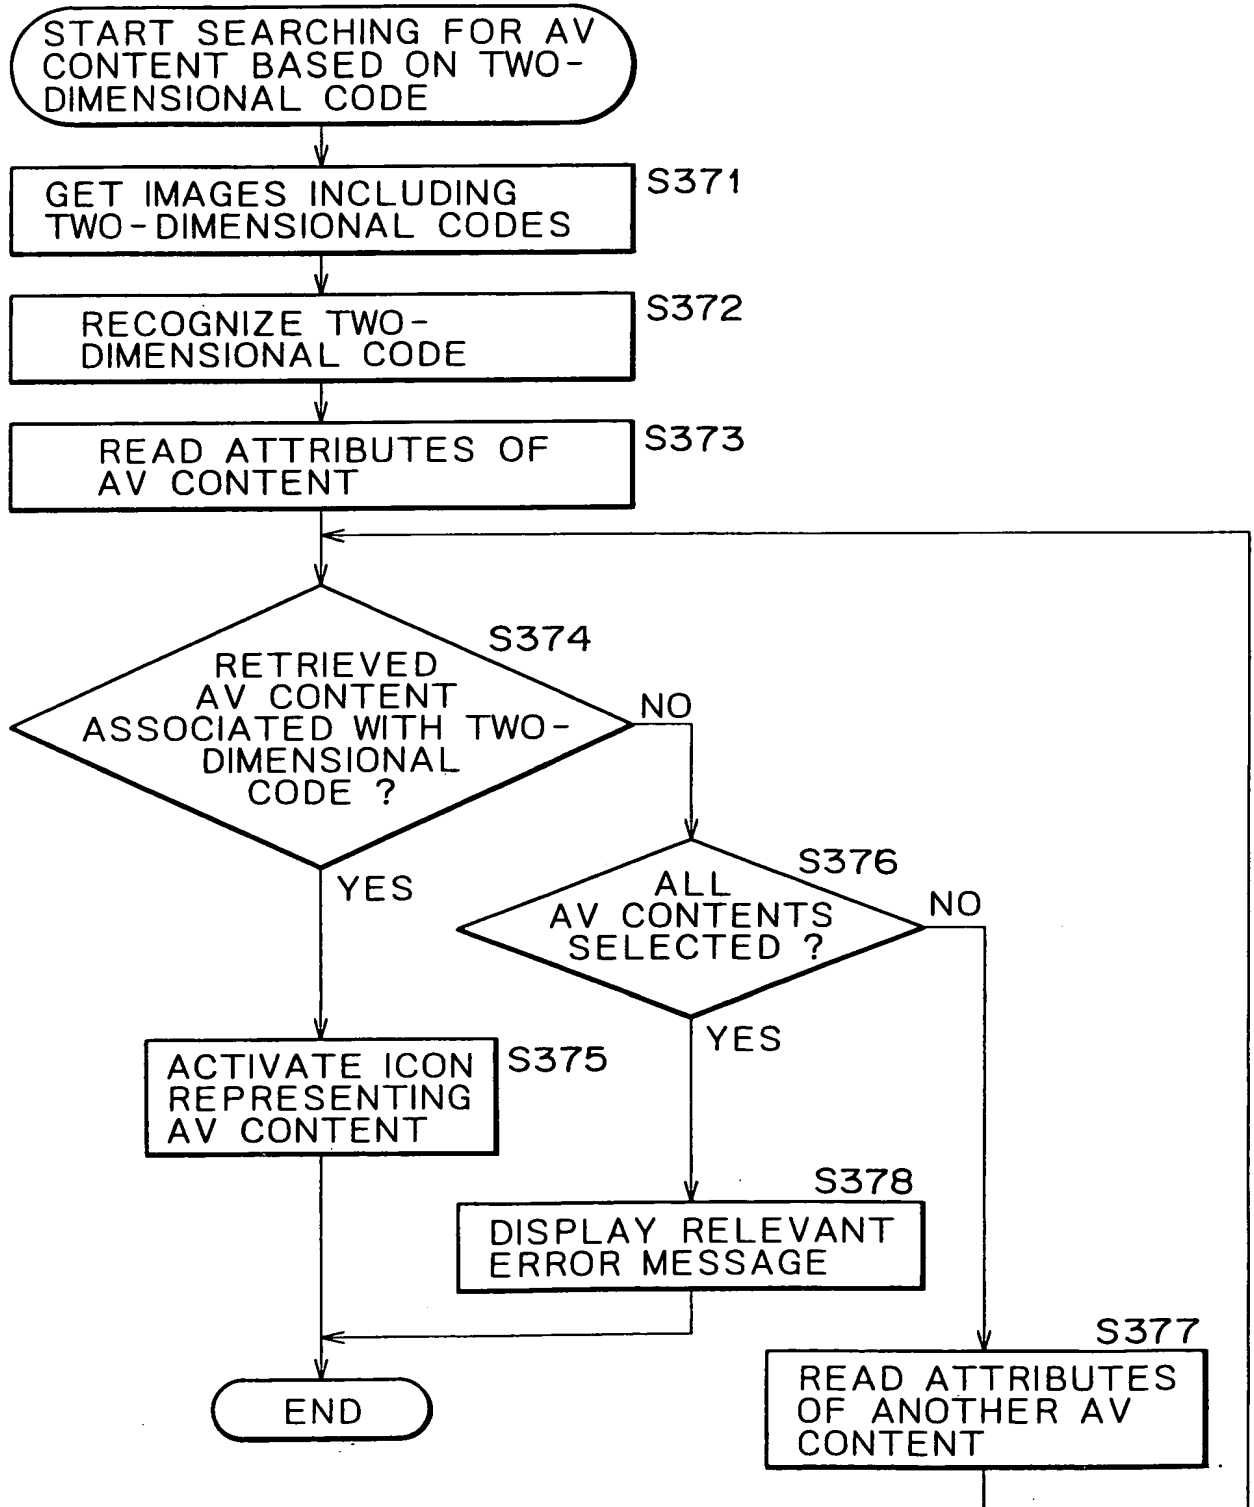 START SEARCHING FOR AV
CONTENT BASED ON TWO-
DIMENSIONAL CODE
S371
GET IMAGES INCLUDING
TWO-DIMENSIONAL CODES
S372
RECOGNIZE TWO-
DIMENSIONAL CODE
S373
READ ATTRIBUTES OF
AV CONTENT
S374
RETRIEVED
AV CONTENT
ASSOCIATED WITH TWO-
DIMENSIONAL
CODE ?
NO
YES
S376
ALL
AV CONTENTS
SELECTED ?
NO
YES
S375
ACTIVATE ICON
REPRESENTING
AV CONTENT
S378
DISPLAY RELEVANT
ERROR MESSAGE
S377
READ ATTRIBUTES
OF ANOTHER AV
CONTENT
END